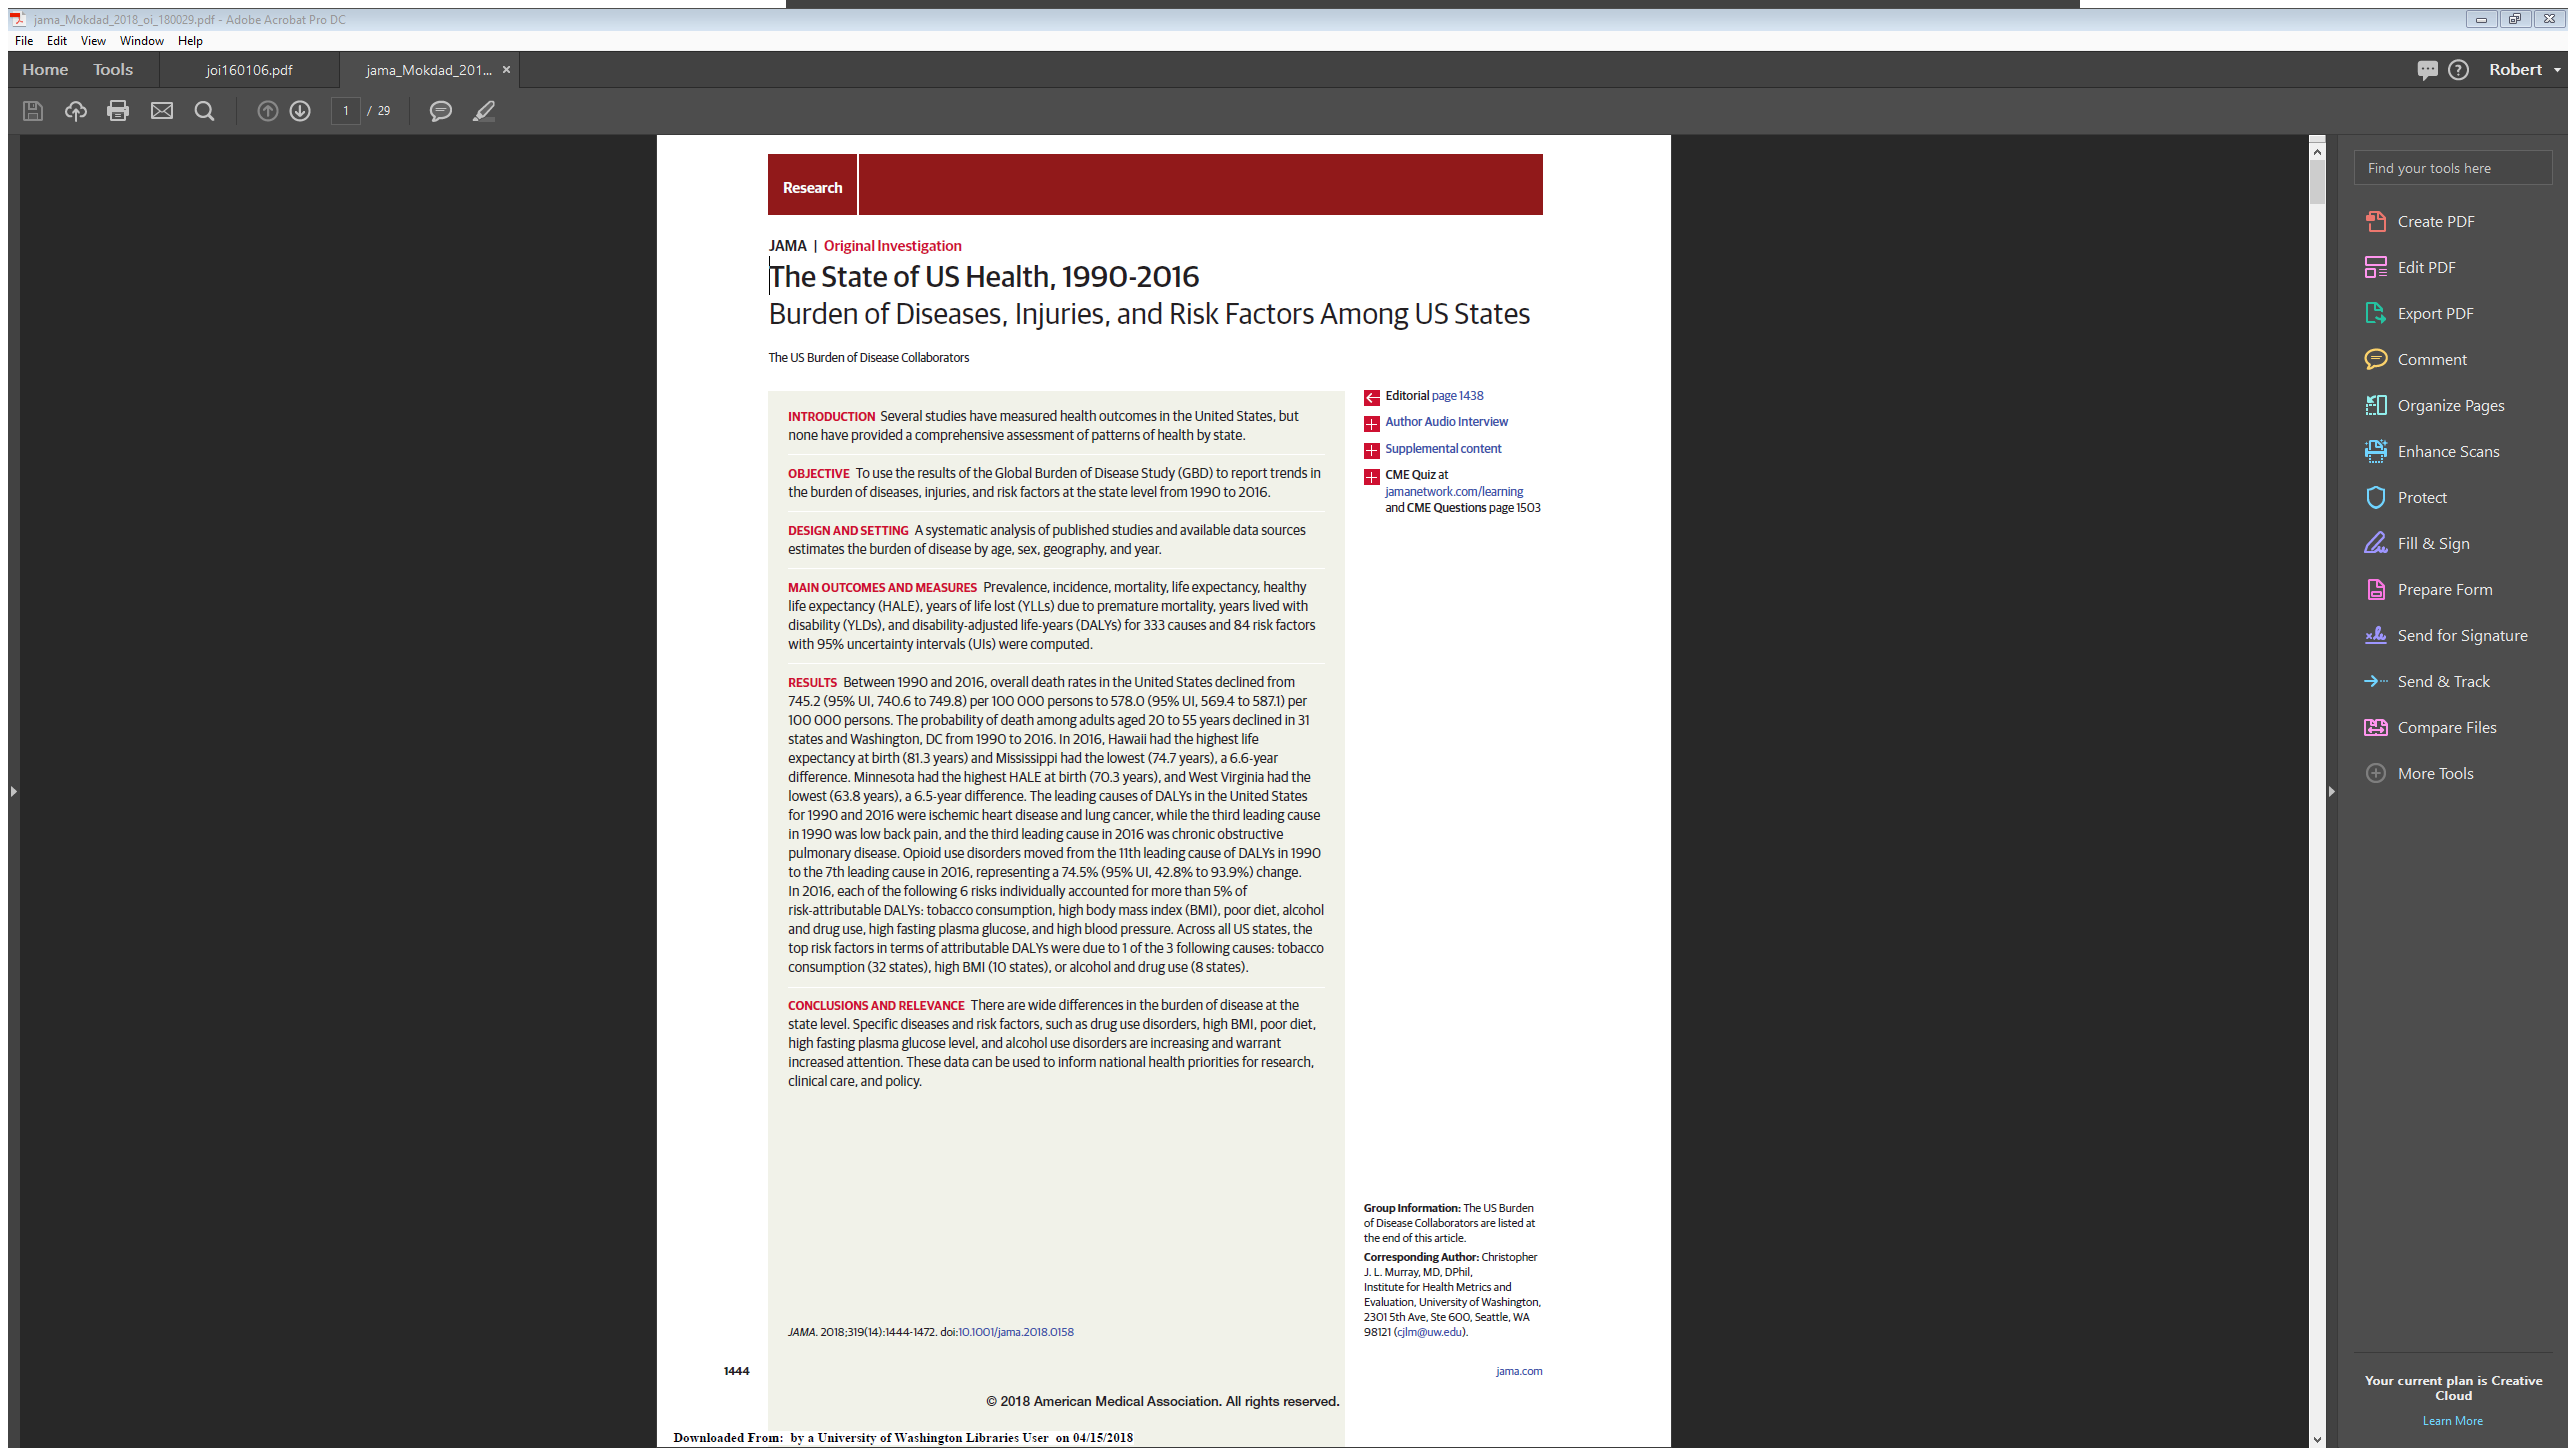 jama_Mokdad_2018_oi_180029.pdf - Adobe Acrobat Pro DC
File Edit View Window Help
Home Tools joi160106.pdf jama_Mokdad_201... × Robert
1 / 29
Research
JAMA | Original Investigation
The State of US Health, 1990-2016
Burden of Diseases, Injuries, and Risk Factors Among US States
The US Burden of Disease Collaborators
INTRODUCTION Several studies have measured health outcomes in the United States, but
none have provided a comprehensive assessment of patterns of health by state.
OBJECTIVE To use the results of the Global Burden of Disease Study (GBD) to report trends in
the burden of diseases, injuries, and risk factors at the state level from 1990 to 2016.
DESIGN AND SETTING A systematic analysis of published studies and available data sources
estimates the burden of disease by age, sex, geography, and year.
MAIN OUTCOMES AND MEASURES Prevalence, incidence, mortality, life expectancy, healthy
life expectancy (HALE), years of life lost (YLLs) due to premature mortality, years lived with
disability (YLDs), and disability-adjusted life-years (DALYs) for 333 causes and 84 risk factors
with 95% uncertainty intervals (UIs) were computed.
RESULTS Between 1990 and 2016, overall death rates in the United States declined from
745.2 (95% UI, 740.6 to 749.8) per 100 000 persons to 578.0 (95% UI, 569.4 to 587.1) per
100 000 persons. The probability of death among adults aged 20 to 55 years declined in 31
states and Washington, DC from 1990 to 2016. In 2016, Hawaii had the highest life
expectancy at birth (81.3 years) and Mississippi had the lowest (74.7 years), a 6.6-year
difference. Minnesota had the highest HALE at birth (70.3 years), and West Virginia had the
lowest (63.8 years), a 6.5-year difference. The leading causes of DALYs in the United States
for 1990 and 2016 were ischemic heart disease and lung cancer, while the third leading cause
in 1990 was low back pain, and the third leading cause in 2016 was chronic obstructive
pulmonary disease. Opioid use disorders moved from the 11th leading cause of DALYs in 1990
to the 7th leading cause in 2016, representing a 74.5% (95% UI, 42.8% to 93.9%) change.
In 2016, each of the following 6 risks individually accounted for more than 5% of
risk-attributable DALYs: tobacco consumption, high body mass index (BMI), poor diet, alcohol
and drug use, high fasting plasma glucose, and high blood pressure. Across all US states, the
top risk factors in terms of attributable DALYs were due to 1 of the 3 following causes: tobacco
consumption (32 states), high BMI (10 states), or alcohol and drug use (8 states).
CONCLUSIONS AND RELEVANCE There are wide differences in the burden of disease at the
state level. Specific diseases and risk factors, such as drug use disorders, high BMI, poor diet,
high fasting plasma glucose level, and alcohol use disorders are increasing and warrant
increased attention. These data can be used to inform national health priorities for research,
clinical care, and policy.
JAMA. 2018;319(14):1444-1472. doi:10.1001/jama.2018.0158
Editorial page 1438
Author Audio Interview
Supplemental content
CME Quiz at
jamanetwork.com/learning
and CME Questions page 1503
Group Information: The US Burden
of Disease Collaborators are listed at
the end of this article.
Corresponding Author: Christopher
J. L. Murray, MD, DPhil,
Institute for Health Metrics and
Evaluation, University of Washington,
2301 5th Ave, Ste 600, Seattle, WA
98121 (cjlm@uw.edu).
1444
jama.com
© 2018 American Medical Association. All rights reserved.
Downloaded From: by a University of Washington Libraries User on 04/15/2018
Find your tools here
Create PDF
Edit PDF
Export PDF
Comment
Organize Pages
Enhance Scans
Protect
Fill & Sign
Prepare Form
Send for Signature
Send & Track
Compare Files
More Tools
Your current plan is Creative
Cloud
Learn More